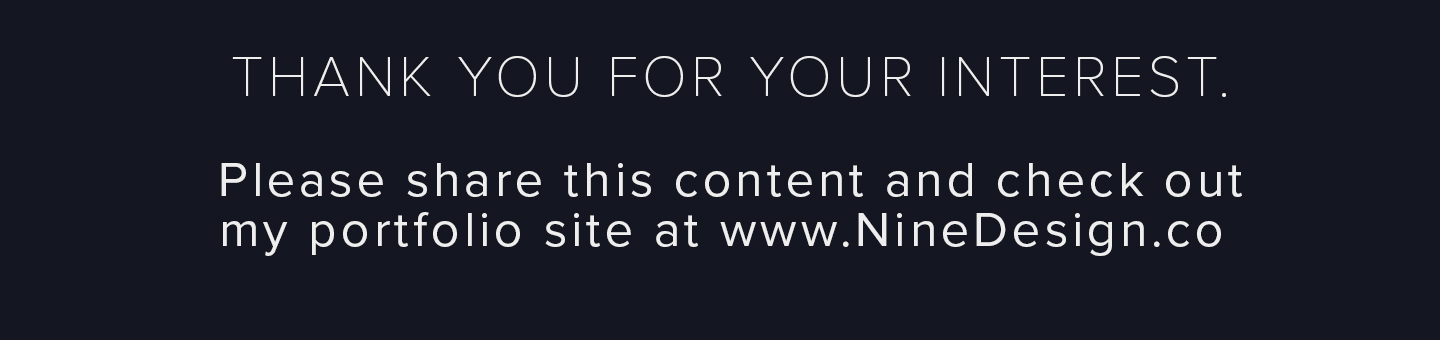 THANK YOU FOR YOUR INTEREST.
Please share this content and check out
my portfolio site at www.NineDesign.co